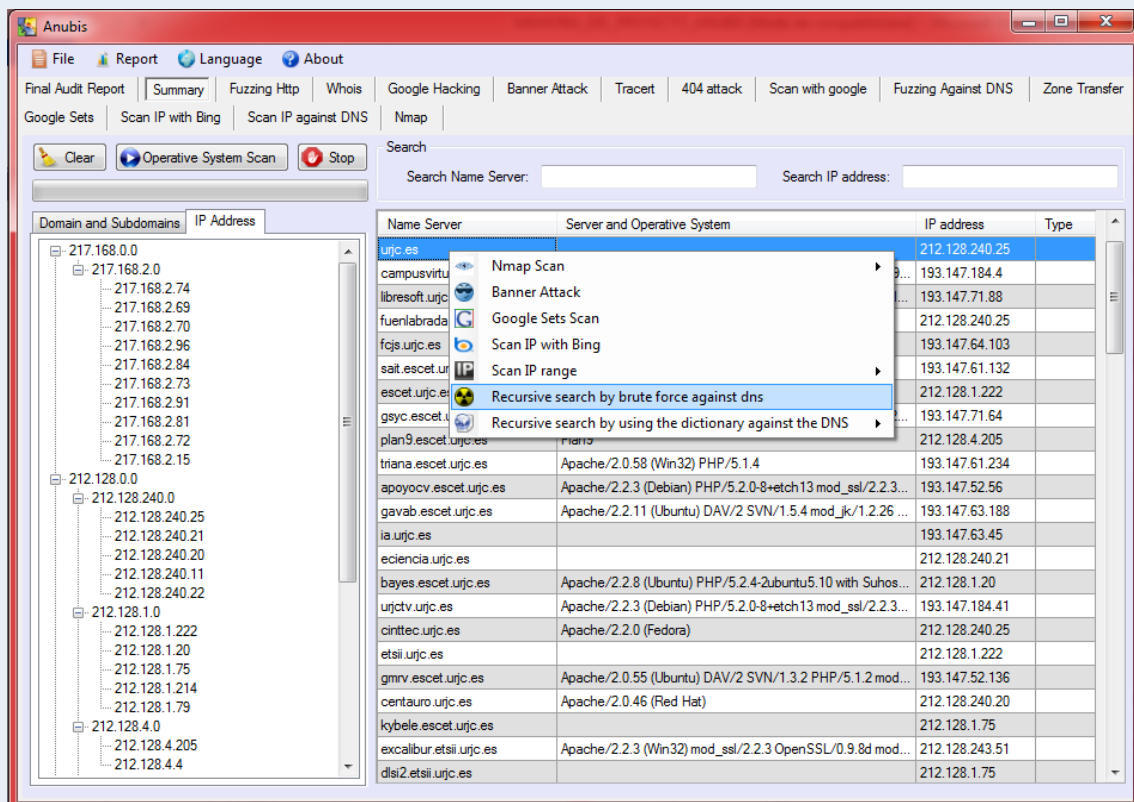 Anubis
File Report Language About
Final Audit Report Summary Fuzzing Http Whois Google Hacking Banner Attack Tracert 404 attack Scan with google Fuzzing Against DNS Zone Transfer
Google Sets Scan IP with Bing Scan IP against DNS Nmap
Clear Operative System Scan Stop
Search
Search Name Server: Search IP address:
Domain and Subdomains IP Address
217.168.0.0
217.168.2.0
217.168.2.74
217.168.2.69
217.168.2.70
217.168.2.96
217.168.2.84
217.168.2.73
217.168.2.91
217.168.2.81
217.168.2.72
217.168.2.15
212.128.0.0
212.128.240.0
212.128.240.25
212.128.240.21
212.128.240.20
212.128.240.11
212.128.240.22
212.128.1.0
212.128.1.222
212.128.1.20
212.128.1.75
212.128.1.214
212.128.1.79
212.128.4.0
212.128.4.205
212.128.4.4
Name Server Server and Operative System IP address Type
urjc.es 212.128.240.25
campusvirtu 9... 193.147.184.4
libresoft.urjc 1... 193.147.71.88
fuenlabrada 212.128.240.25
fcjs.urjc.es 193.147.64.103
sait.escet.ur 193.147.61.132
escet.urjc.es 212.128.1.222
gsyc.escet.u 2... 193.147.71.64
plan9.escet.urjc.es Plan9 212.128.4.205
triana.escet.urjc.es Apache/2.0.58 (Win32) PHP/5.1.4 193.147.61.234
apoyocv.escet.urjc.es Apache/2.2.3 (Debian) PHP/5.2.0-8+etch13 mod_ssl/2.2.3... 193.147.52.56
gavab.escet.urjc.es Apache/2.2.11 (Ubuntu) DAV/2 SVN/1.5.4 mod_jk/1.2.26 ... 193.147.63.188
ia.urjc.es 193.147.63.45
eciencia.urjc.es 212.128.240.21
bayes.escet.urjc.es Apache/2.2.8 (Ubuntu) PHP/5.2.4-2ubuntu5.10 with Suhos... 212.128.1.20
urjctv.urjc.es Apache/2.2.3 (Debian) PHP/5.2.0-8+etch13 mod_ssl/2.2.3... 193.147.184.41
cinttec.urjc.es Apache/2.2.0 (Fedora) 212.128.240.25
etsii.urjc.es 212.128.1.222
gmrv.escet.urjc.es Apache/2.0.55 (Ubuntu) DAV/2 SVN/1.3.2 PHP/5.1.2 mod... 193.147.52.136
centauro.urjc.es Apache/2.0.46 (Red Hat) 212.128.240.20
kybele.escet.urjc.es 212.128.1.75
excalibur.etsii.urjc.es Apache/2.2.3 (Win32) mod_ssl/2.2.3 OpenSSL/0.9.8d mod... 212.128.243.51
dlsi2.etsii.urjc.es 212.128.1.75
Nmap Scan
Banner Attack
Google Sets Scan
Scan IP with Bing
IP Scan IP range
Recursive search by brute force against dns
Recursive search by using the dictionary against the DNS